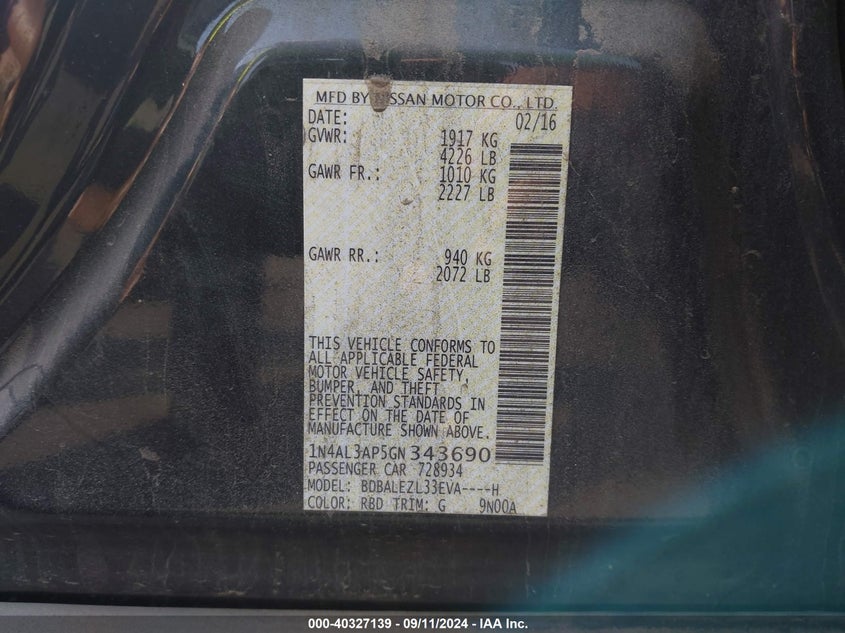 MFD BY NISSAN MOTOR CO., LTD.
DATE: 02/16
GVWR: 1917 KG
4226 LB
GAWR FR.: 1010 KG
2227 LB
GAWR RR.: 940 KG
2072 LB
THIS VEHICLE CONFORMS TO
ALL APPLICABLE FEDERAL
MOTOR VEHICLE SAFETY,
BUMPER, AND THEFT
PREVENTION STANDARDS IN
EFFECT ON THE DATE OF
MANUFACTURE SHOWN ABOVE.
1N4AL3AP5GN343690
PASSENGER CAR 728934
MODEL: BDBALEZL33EVA----H
COLOR: RBD TRIM: G 9N00A
000-40327139 - 09/11/2024 - IAA Inc.